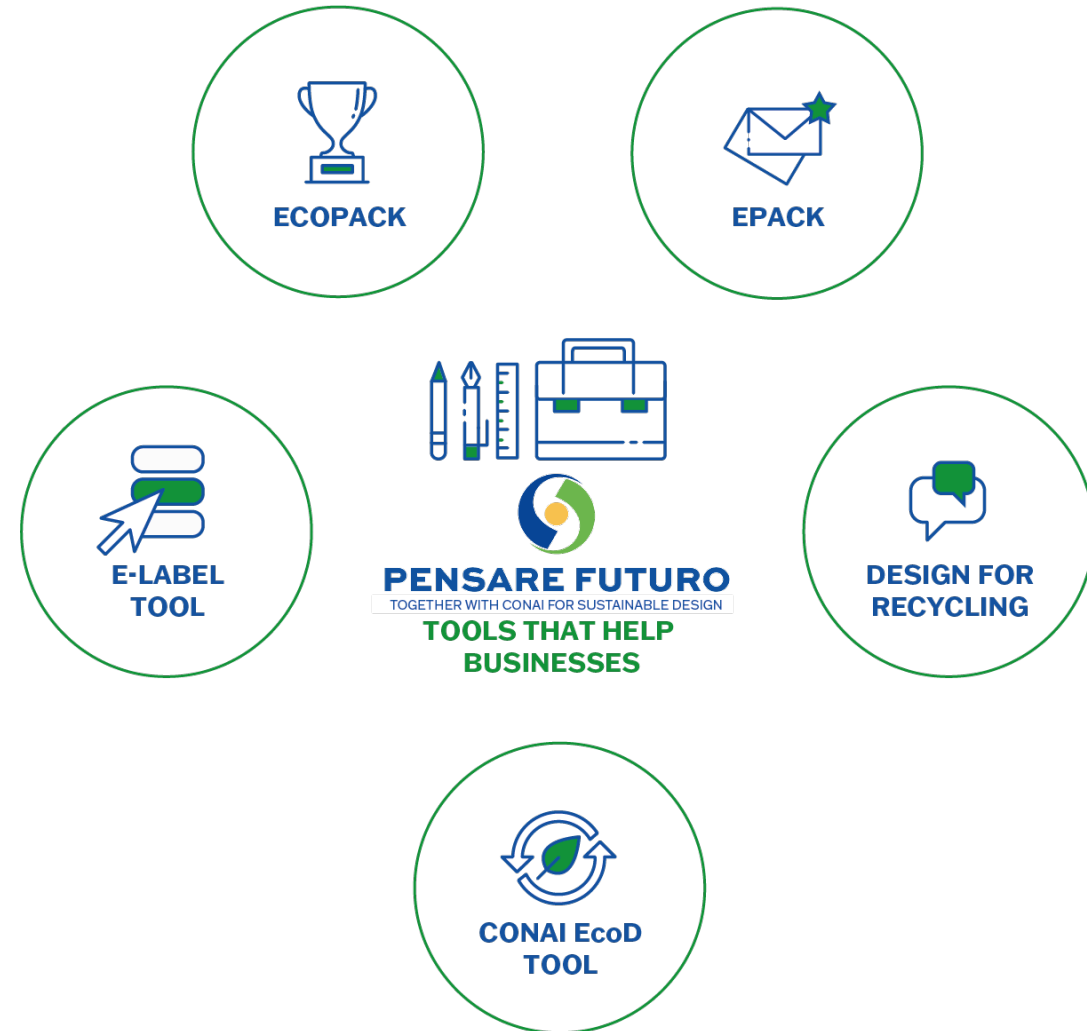 ECOPACK
EPACK
E-LABEL
TOOL
PENSARE FUTURO
TOGETHER WITH CONAI FOR SUSTAINABLE DESIGN
TOOLS THAT HELP
BUSINESSES
DESIGN FOR
RECYCLING
CONAI EcoD
TOOL